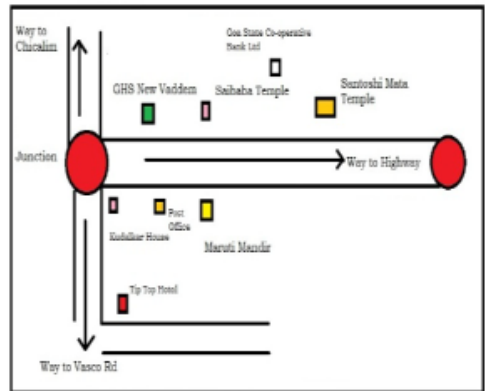 Way to
Chicalim
Goa State Co-operative
Bank Ltd
GHS New Vaddem
Saibaba Temple
Santoshi Mata
Temple
Junction
Way to Highway
Kudalkar House
Post
Office
Maruti Mandir
Tip Top Hotel
Way to Vasco Rd